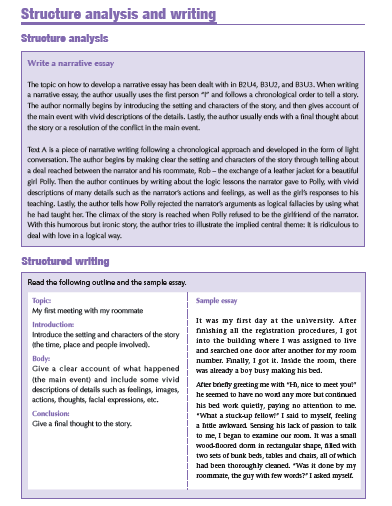 Structure analysis and writing
Structure analysis
Write a narrative essay
The topic on how to develop a narrative essay has been dealt with in B2U4, B3U2, and B3U3. When writing
a narrative essay, the author usually uses the first person "I" and follows a chronological order to tell a story.
The author normally begins by introducing the setting and characters of the story, and then gives account of
the main event with vivid descriptions of the details. Lastly, the author usually ends with a final thought about
the story or a resolution of the conflict in the main event.
Text A is a piece of narrative writing following a chronological approach and developed in the form of light
conversation. The author begins by making clear the setting and characters of the story through telling about
a deal reached between the narrator and his roommate, Rob – the exchange of a leather jacket for a beautiful
girl Polly. Then the author continues by writing about the logic lessons the narrator gave to Polly, with vivid
descriptions of many details such as the narrator's actions and feelings, as well as the girl's responses to his
teaching. Lastly, the author tells how Polly rejected the narrator's arguments as logical fallacies by using what
he had taught her. The climax of the story is reached when Polly refused to be the girlfriend of the narrator.
With this humorous but ironic story, the author tries to illustrate the implied central theme: It is ridiculous to
deal with love in a logical way.
Structured writing
Read the following outline and the sample essay.
Topic:
My first meeting with my roommate
Introduction:
Introduce the setting and characters of the story
(the time, place and people involved).
Body:
Give a clear account of what happened
(the main event) and include some vivid
descriptions of details such as feelings, images,
actions, thoughts, facial expressions, etc.
Conclusion:
Give a final thought to the story.
Sample essay
It was my first day at the university. After
finishing all the registration procedures, I got
into the building where I was assigned to live
and searched one door after another for my room
number. Finally, I got it. Inside the room, there
was already a boy busy making his bed.
After briefly greeting me with "Hi, nice to meet you!"
he seemed to have no word any more but continued
his bed work quietly, paying no attention to me.
"What a stuck-up fellow!" I said to myself, feeling
a little awkward. Sensing his lack of passion to talk
to me, I began to examine our room. It was a small
wood-floored dorm in rectangular shape, filled with
two sets of bunk beds, tables and chairs, all of which
had been thoroughly cleaned. "Was it done by my
roommate, the guy with few words?" I asked myself.